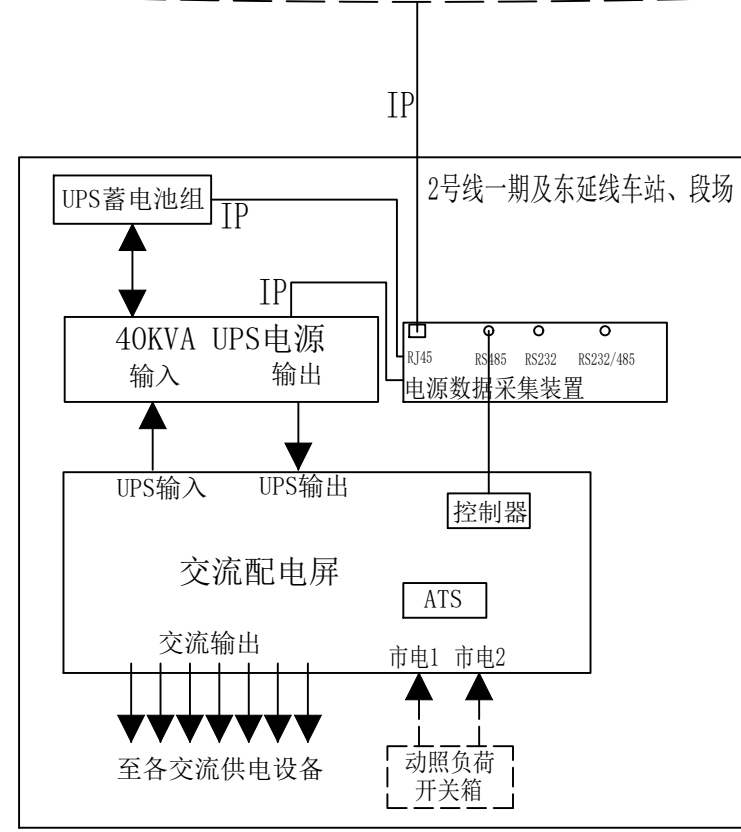 IP
2号线一期及东延线车站、段场
UPS蓄电池组
IP
IP
40KVA UPS电源
输入 输出
RJ45 RS485 RS232 RS232/485
电源数据采集装置
UPS输入 UPS输出
控制器
交流配电屏
ATS
交流输出
市电1 市电2
至各交流供电设备
动照负荷
开关箱